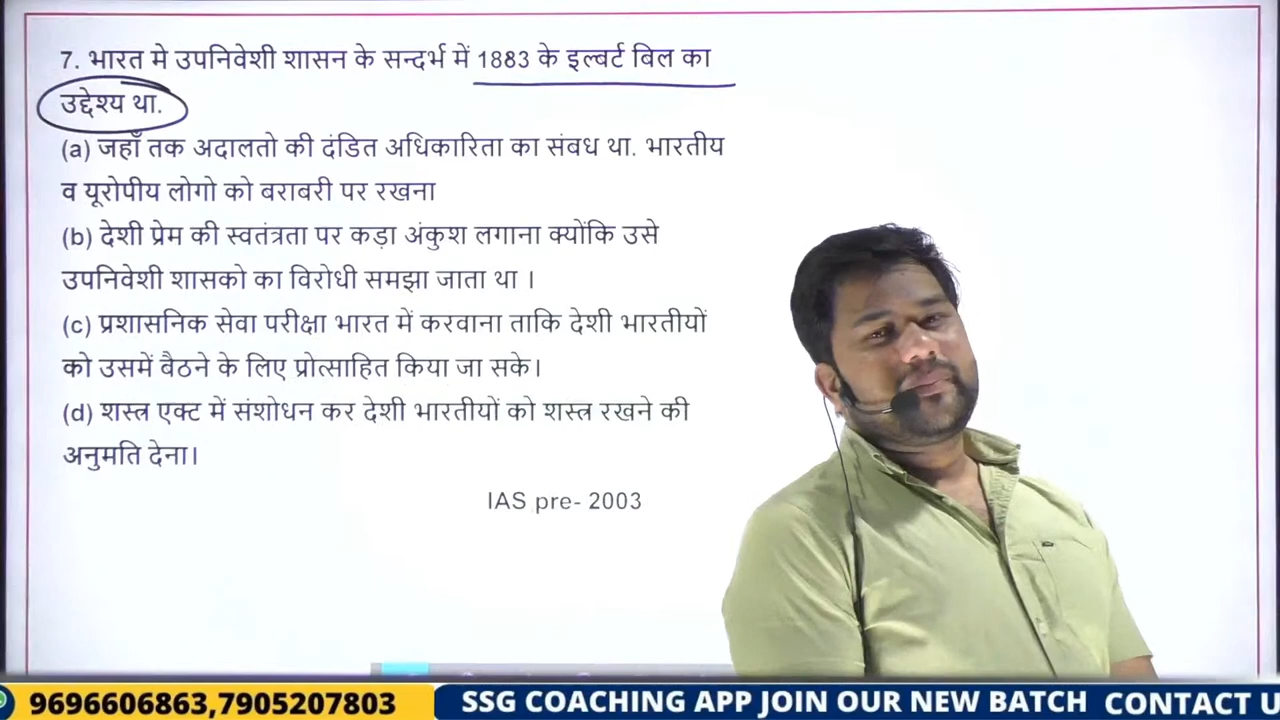 7. भारत मे उपनिवेशी शासन के सन्दर्भ में 1883 के इल्बर्ट बिल का
उद्देश्य था.
(a) जहाँ तक अदालतो की दंडित अधिकारिता का संबध था. भारतीय
व यूरोपीय लोगो को बराबरी पर रखना
(b) देशी प्रेम की स्वतंत्रता पर कड़ा अंकुश लगाना क्योंकि उसे
उपनिवेशी शासको का विरोधी समझा जाता था ।
(c) प्रशासनिक सेवा परीक्षा भारत में करवाना ताकि देशी भारतीयों
को उसमें बैठने के लिए प्रोत्साहित किया जा सके।
(d) शस्त्र एक्ट में संशोधन कर देशी भारतीयों को शस्त्र रखने की
अनुमति देना।
IAS pre- 2003
9696606863,7905207803 SSG COACHING APP JOIN OUR NEW BATCH CONTACT U